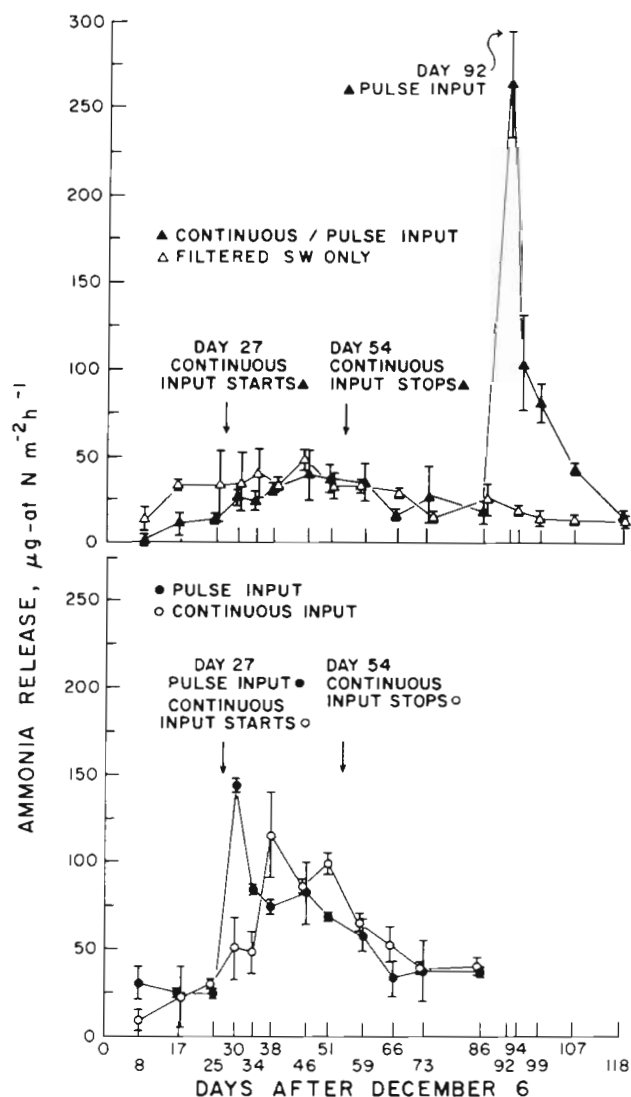 300
250
200
150
100
50
0
DAY 92
▲ PULSE INPUT
▲ CONTINUOUS / PULSE INPUT
△ FILTERED SW ONLY
DAY 27
CONTINUOUS
INPUT STARTS ▲
DAY 54
CONTINUOUS
INPUT STOPS ▲
AMMONIA RELEASE, µg-at N m⁻² h⁻¹
250
200
150
100
50
0
● PULSE INPUT
○ CONTINUOUS INPUT
DAY 27
PULSE INPUT ●
CONTINUOUS
INPUT STARTS ○
DAY 54
CONTINUOUS
INPUT STOPS ○
0 17 30 38 51 66 86 94 107
8 25 34 46 59 73 92 99 118
DAYS AFTER DECEMBER 6